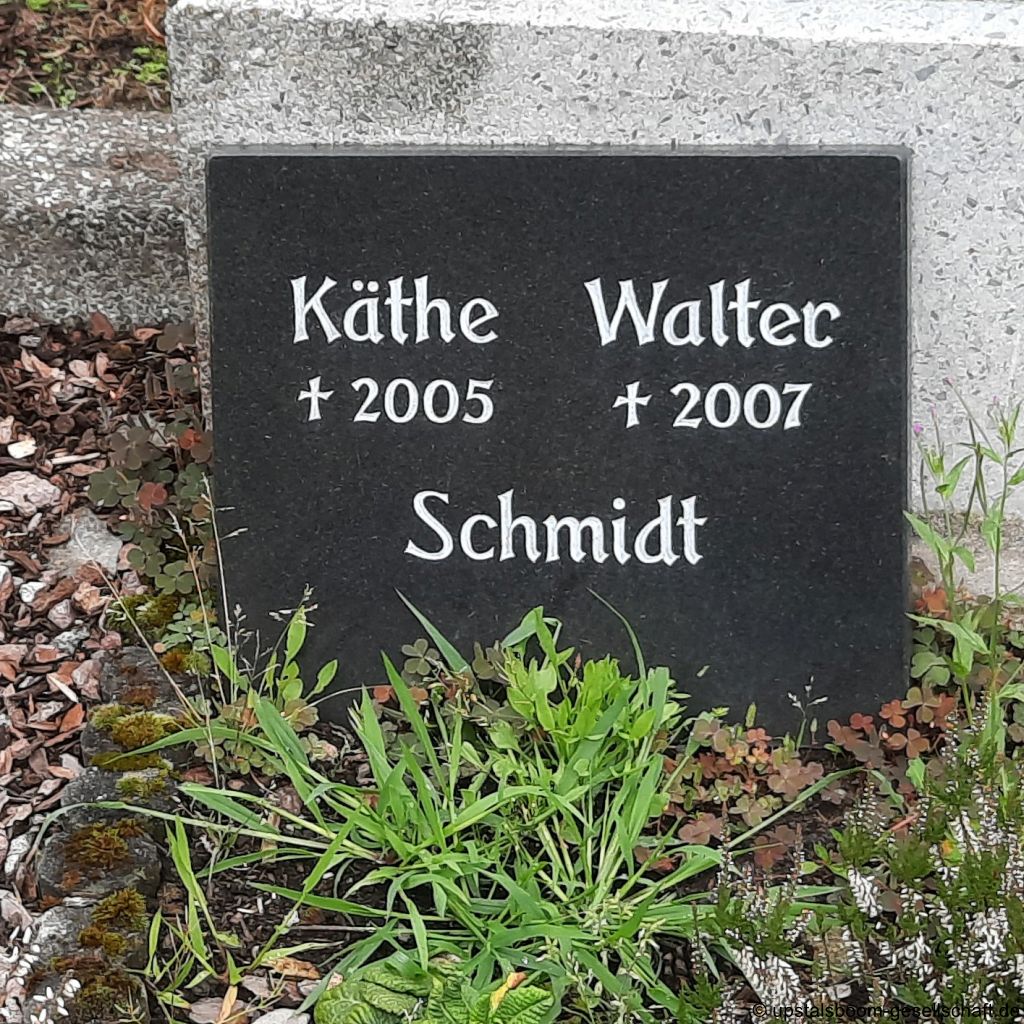 Käthe Walter
† 2005 † 2007
Schmidt
© upstalsboom-gesellschaft.de